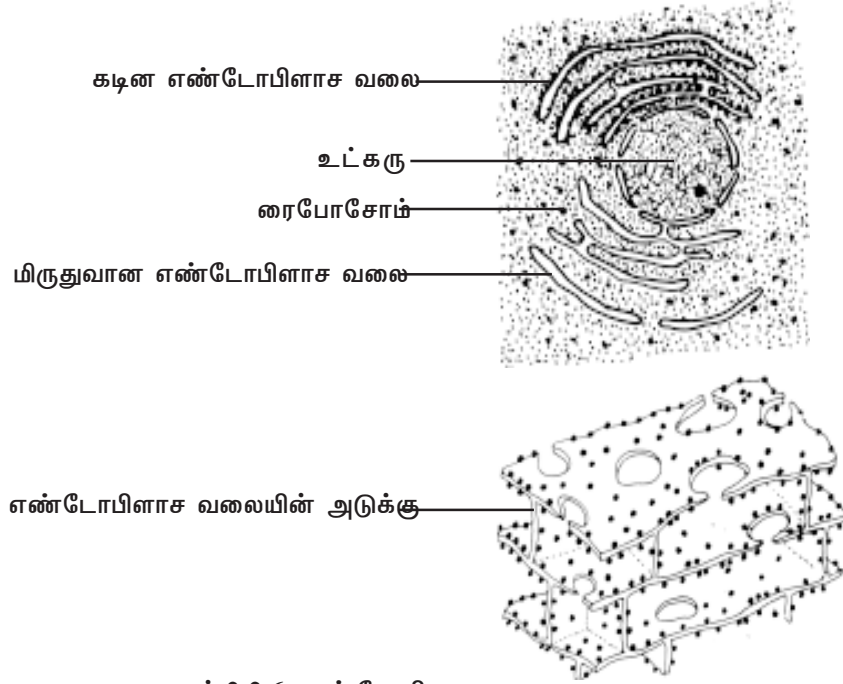 கடின எண்டோபிளாச வலை
உட்கரு
ரைபோசோம்
மிருதுவான எண்டோபிளாச வலை
எண்டோபிளாச வலையின் அடுக்கு